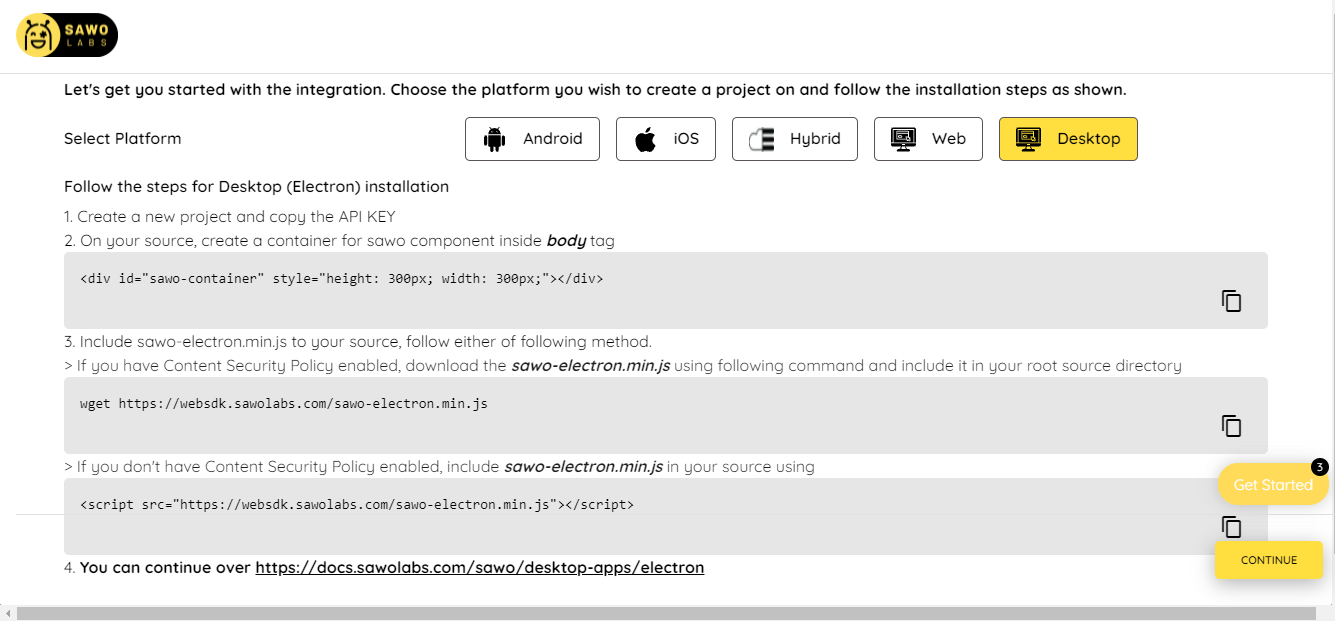 SAWO
LABS
Let's get you started with the integration. Choose the platform you wish to create a project on and follow the installation steps as shown.
Select Platform
Android
iOS
Hybrid
Web
Desktop
Follow the steps for Desktop (Electron) installation
1. Create a new project and copy the API KEY
2. On your source, create a container for sawo component inside body tag
<div id="sawo-container" style="height: 300px; width: 300px;"></div>
3. Include sawo-electron.min.js to your source, follow either of following method.
> If you have Content Security Policy enabled, download the sawo-electron.min.js using following command and include it in your root source directory
wget https://websdk.sawolabs.com/sawo-electron.min.js
> If you don't have Content Security Policy enabled, include sawo-electron.min.js in your source using
3
Get Started
<script src="https://websdk.sawolabs.com/sawo-electron.min.js"></script>
CONTINUE
4. You can continue over https://docs.sawolabs.com/sawo/desktop-apps/electron